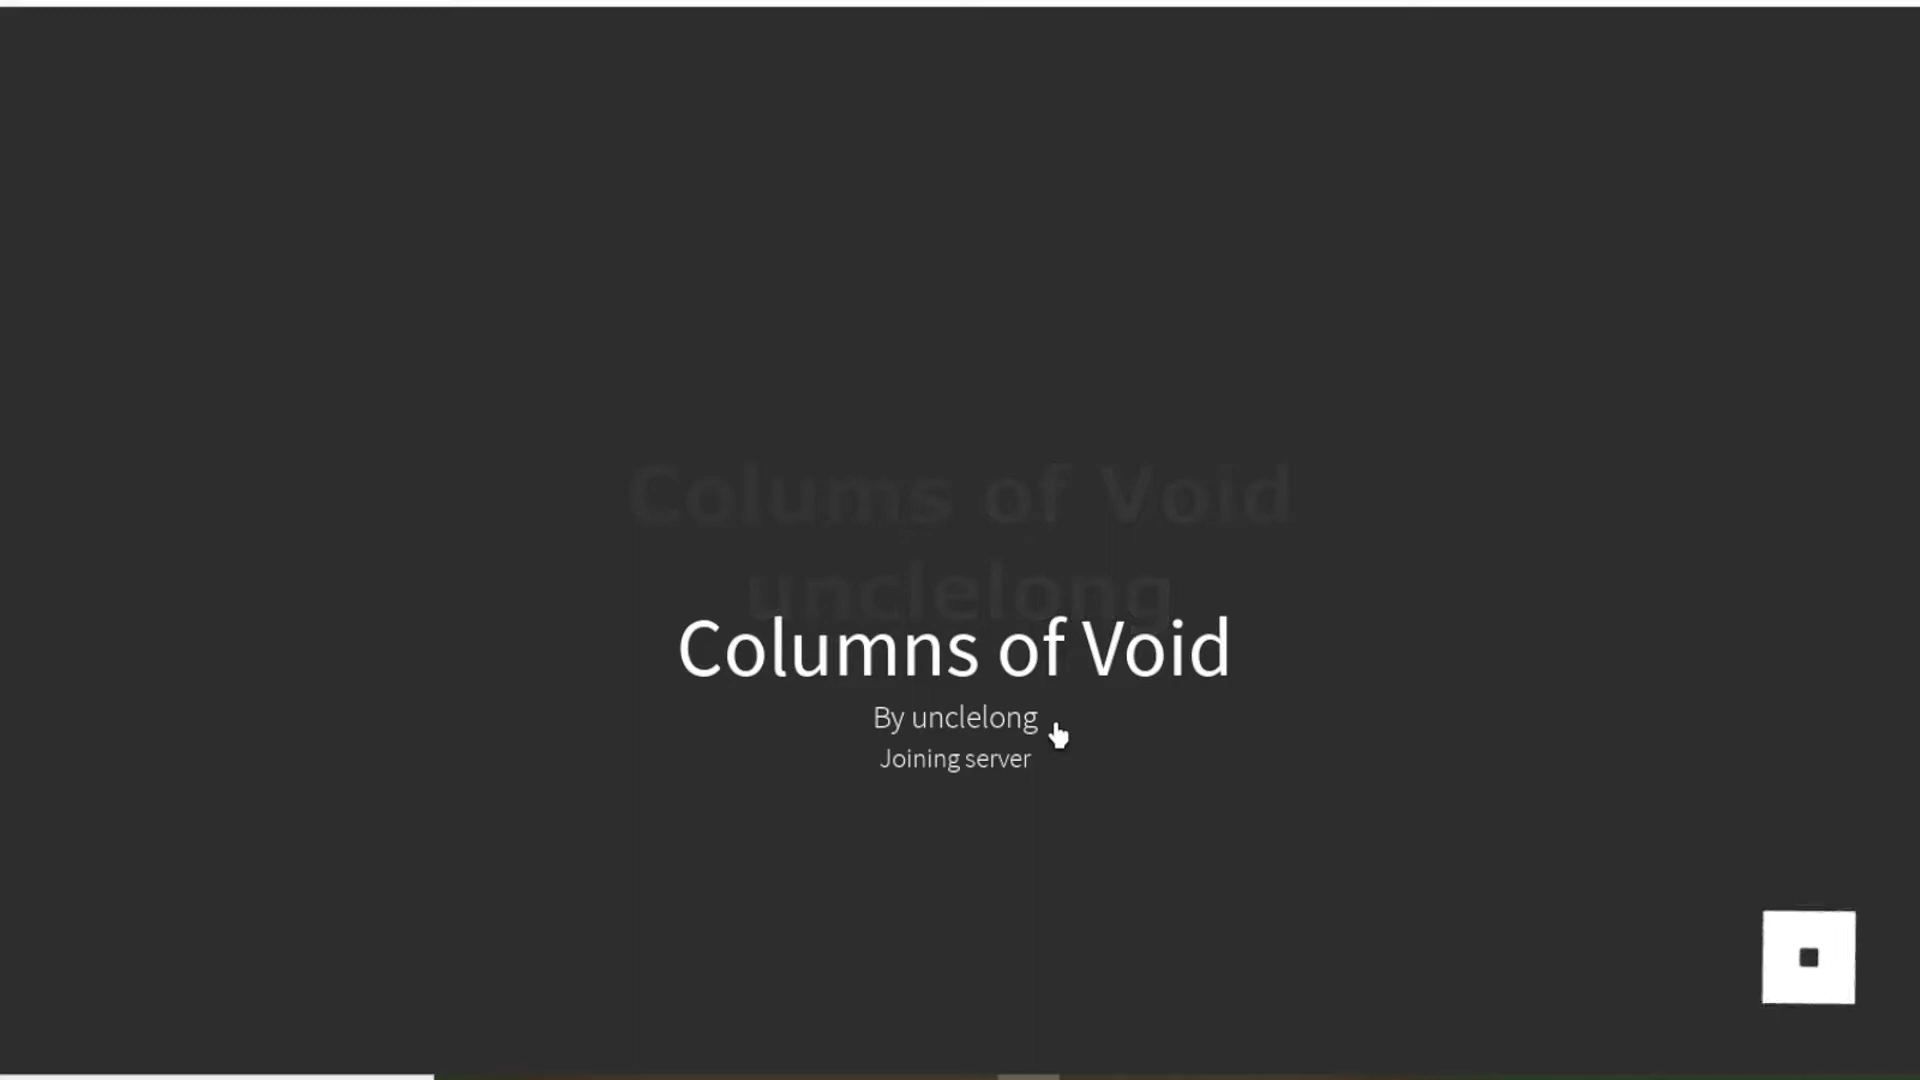 Colums of Void
unclelong
Columns of Void
By unclelong
Joining server